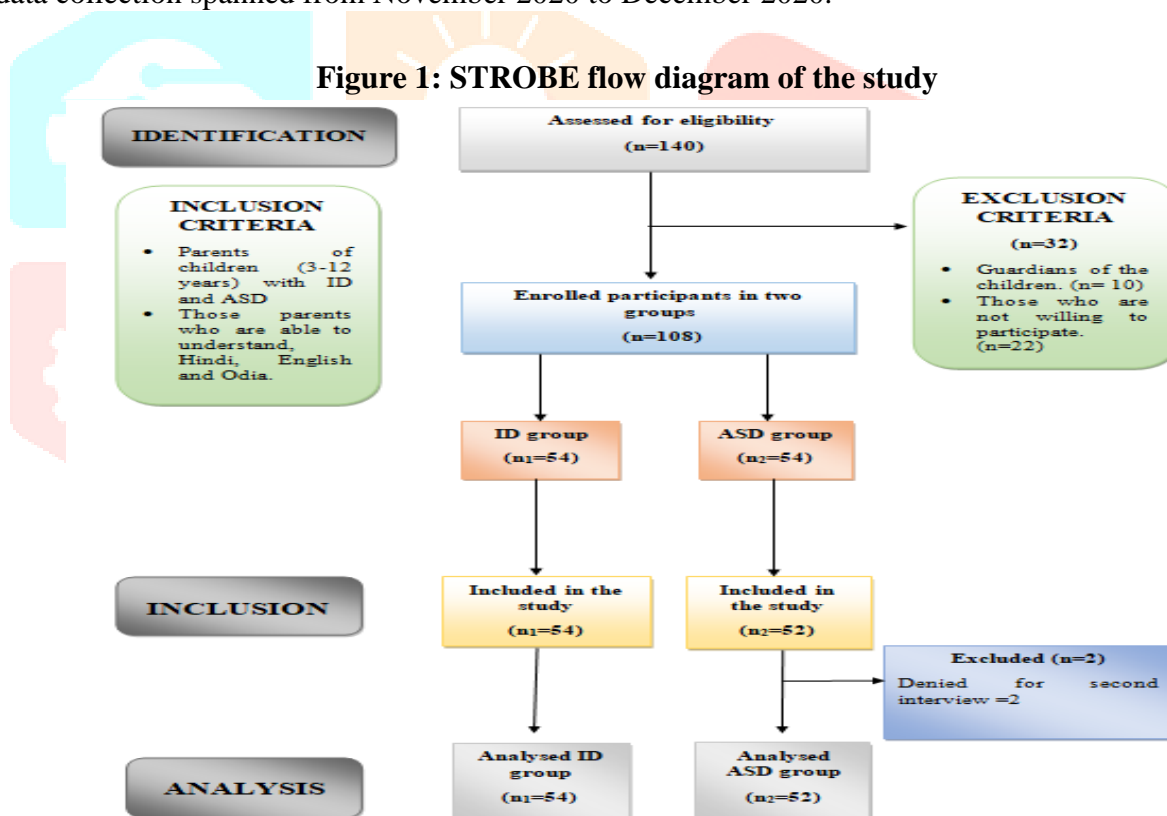 data collection spanned from November 2020 to December 2020.
Figure 1: STROBE flow diagram of the study
IDENTIFICATION
Assessed for eligibility
(n=140)
INCLUSION
CRITERIA
• Parents of
children (3-12
years) with ID
and ASD
• Those parents
who are able to
understand,
Hindi, English
and Odia.
EXCLUSION
CRITERIA
(n=32)
• Guardians of the
children. (n= 10)
• Those who are
not willing to
participate.
(n=22)
Enrolled participants in two
groups
(n=108)
ID group
(n₁=54)
ASD group
(n₂=54)
INCLUSION
Included in the
study
(n₁=54)
Included in
the study
(n₂=52)
Excluded (n=2)
Denied for second
interview =2
ANALYSIS
Analysed ID
group
(n₁=54)
Analysed
ASD group
(n₂=52)